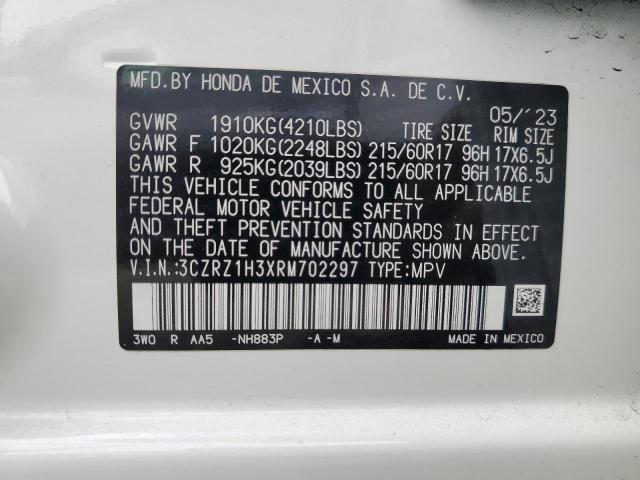 MFD.BY HONDA DE MEXICO S.A. DE C.V.
05/'23
GVWR 1910KG(4210LBS) TIRE SIZE RIM SIZE
GAWR F 1020KG(2248LBS) 215/60R17 96H 17X6.5J
GAWR R 925KG(2039LBS) 215/60R17 96H 17X6.5J
THIS VEHICLE CONFORMS TO ALL APPLICABLE
FEDERAL MOTOR VEHICLE SAFETY
AND THEFT PREVENTION STANDARDS IN EFFECT
ON THE DATE OF MANUFACTURE SHOWN ABOVE.
V.I.N.:3CZRZ1H3XRM702297 TYPE:MPV
3WO R AA5 -NH883P -A -M MADE IN MEXICO